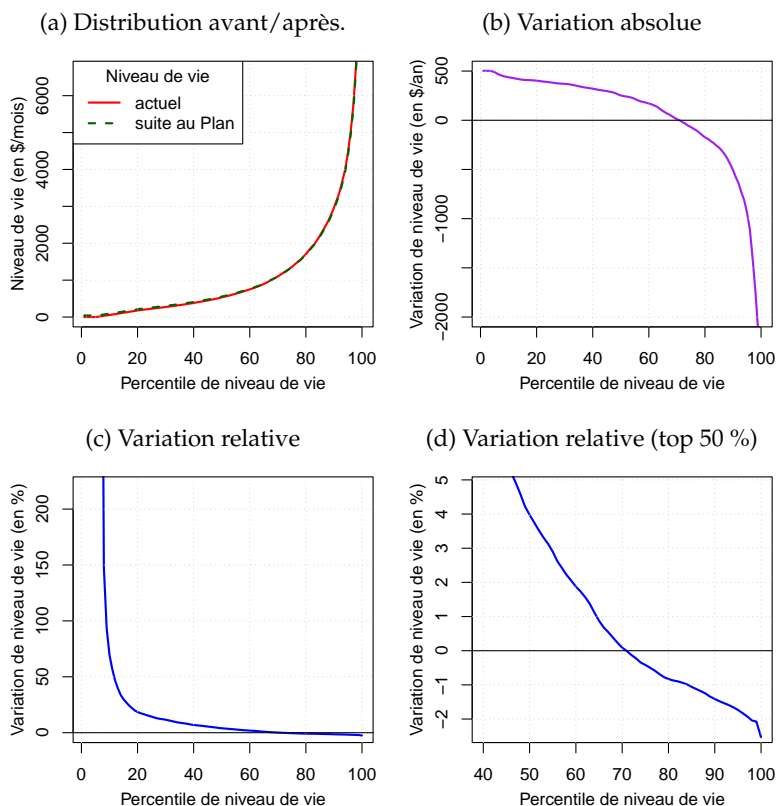 (a) Distribution avant/après.
Niveau de vie (en $/mois)
6000
4000
2000
0
Niveau de vie
actuel
suite au Plan
0 20 40 60 80 100
Percentile de niveau de vie
(b) Variation absolue
Variation de niveau de vie (en $/an)
500
0
−1000
−2000
0 20 40 60 80 100
Percentile de niveau de vie
(c) Variation relative
Variation de niveau de vie (en %)
200
150
100
50
0
0 20 40 60 80 100
Percentile de niveau de vie
(d) Variation relative (top 50 %)
Variation de niveau de vie (en %)
5
4
3
2
1
0
−1
−2
40 50 60 70 80 90 100
Percentile de niveau de vie